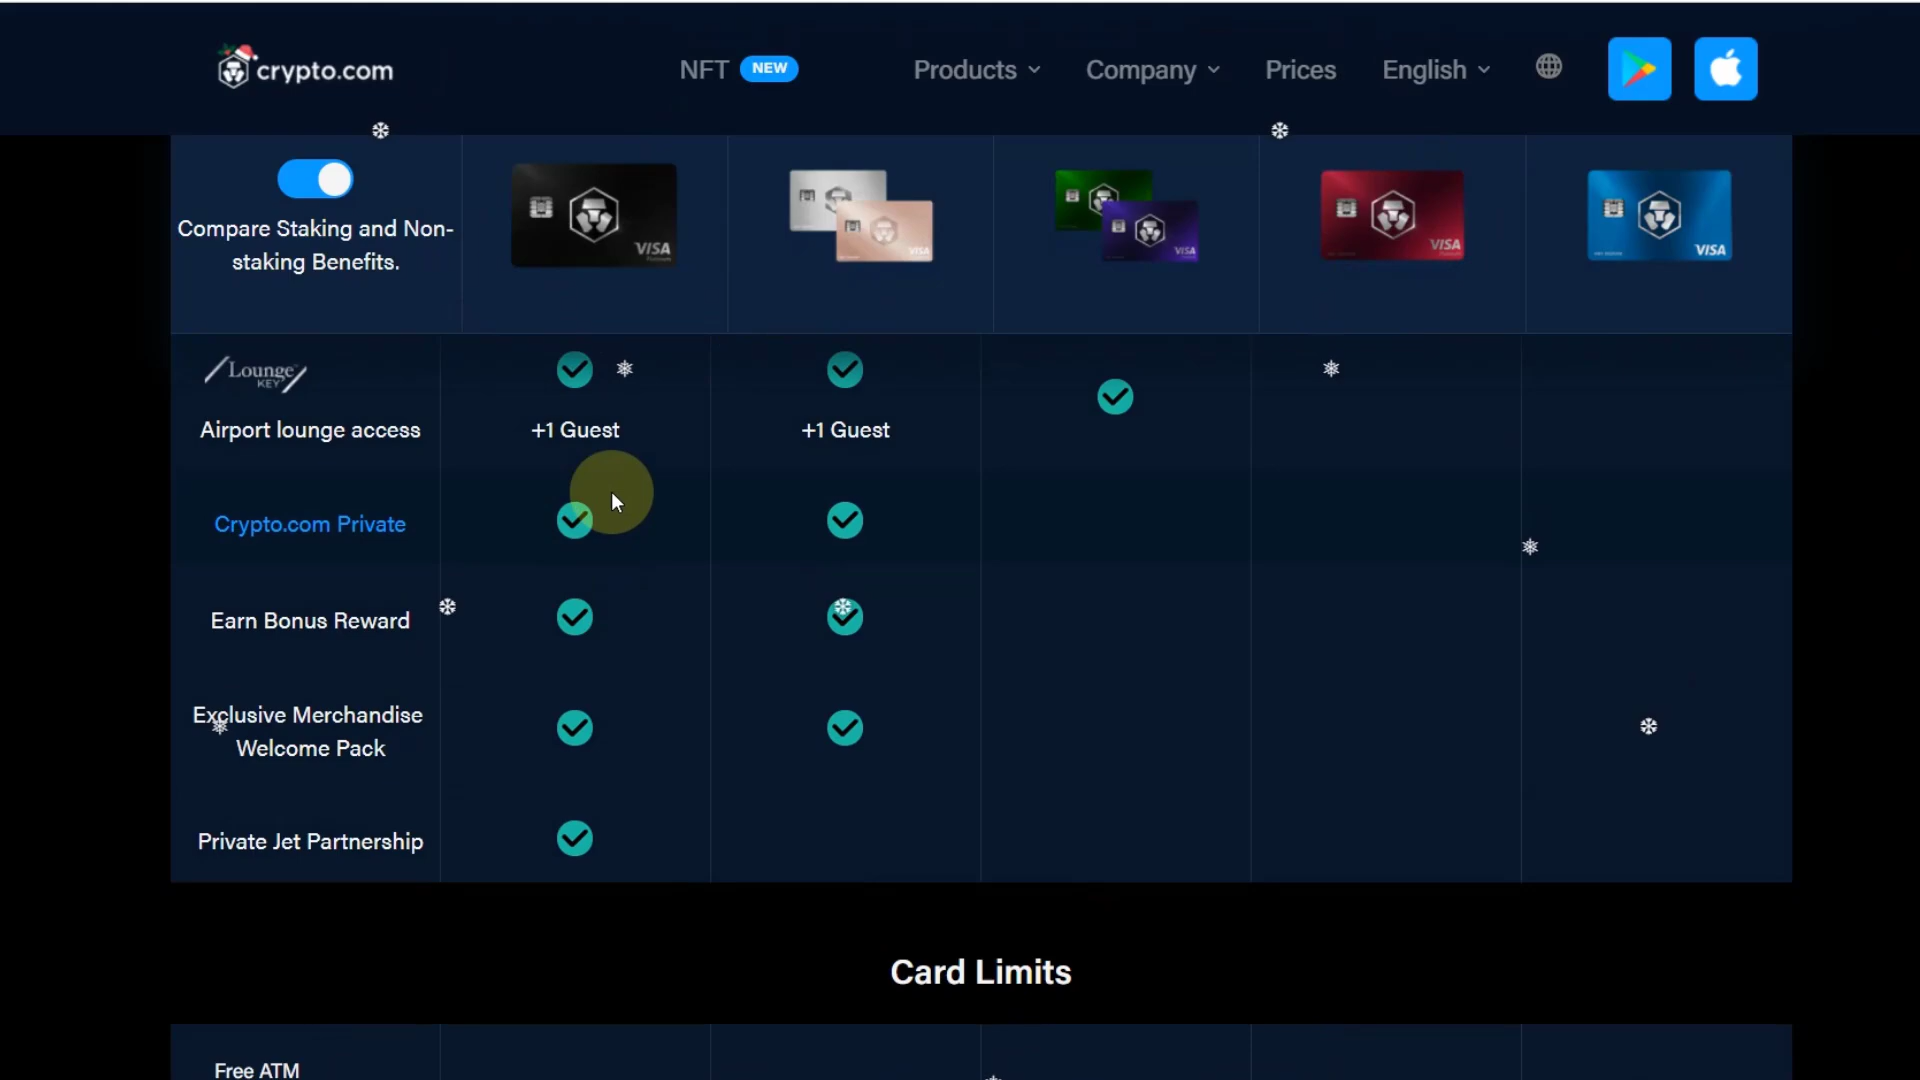 crypto.com
NFT NEW Products Company Prices English
Compare Staking and Non-
staking Benefits.
VISA
VISA
VISA
VISA
VISA
Lounge
KEY
Airport lounge access +1 Guest +1 Guest
Crypto.com Private
Earn Bonus Reward
Exclusive Merchandise
Welcome Pack
Private Jet Partnership
Card Limits
Free ATM